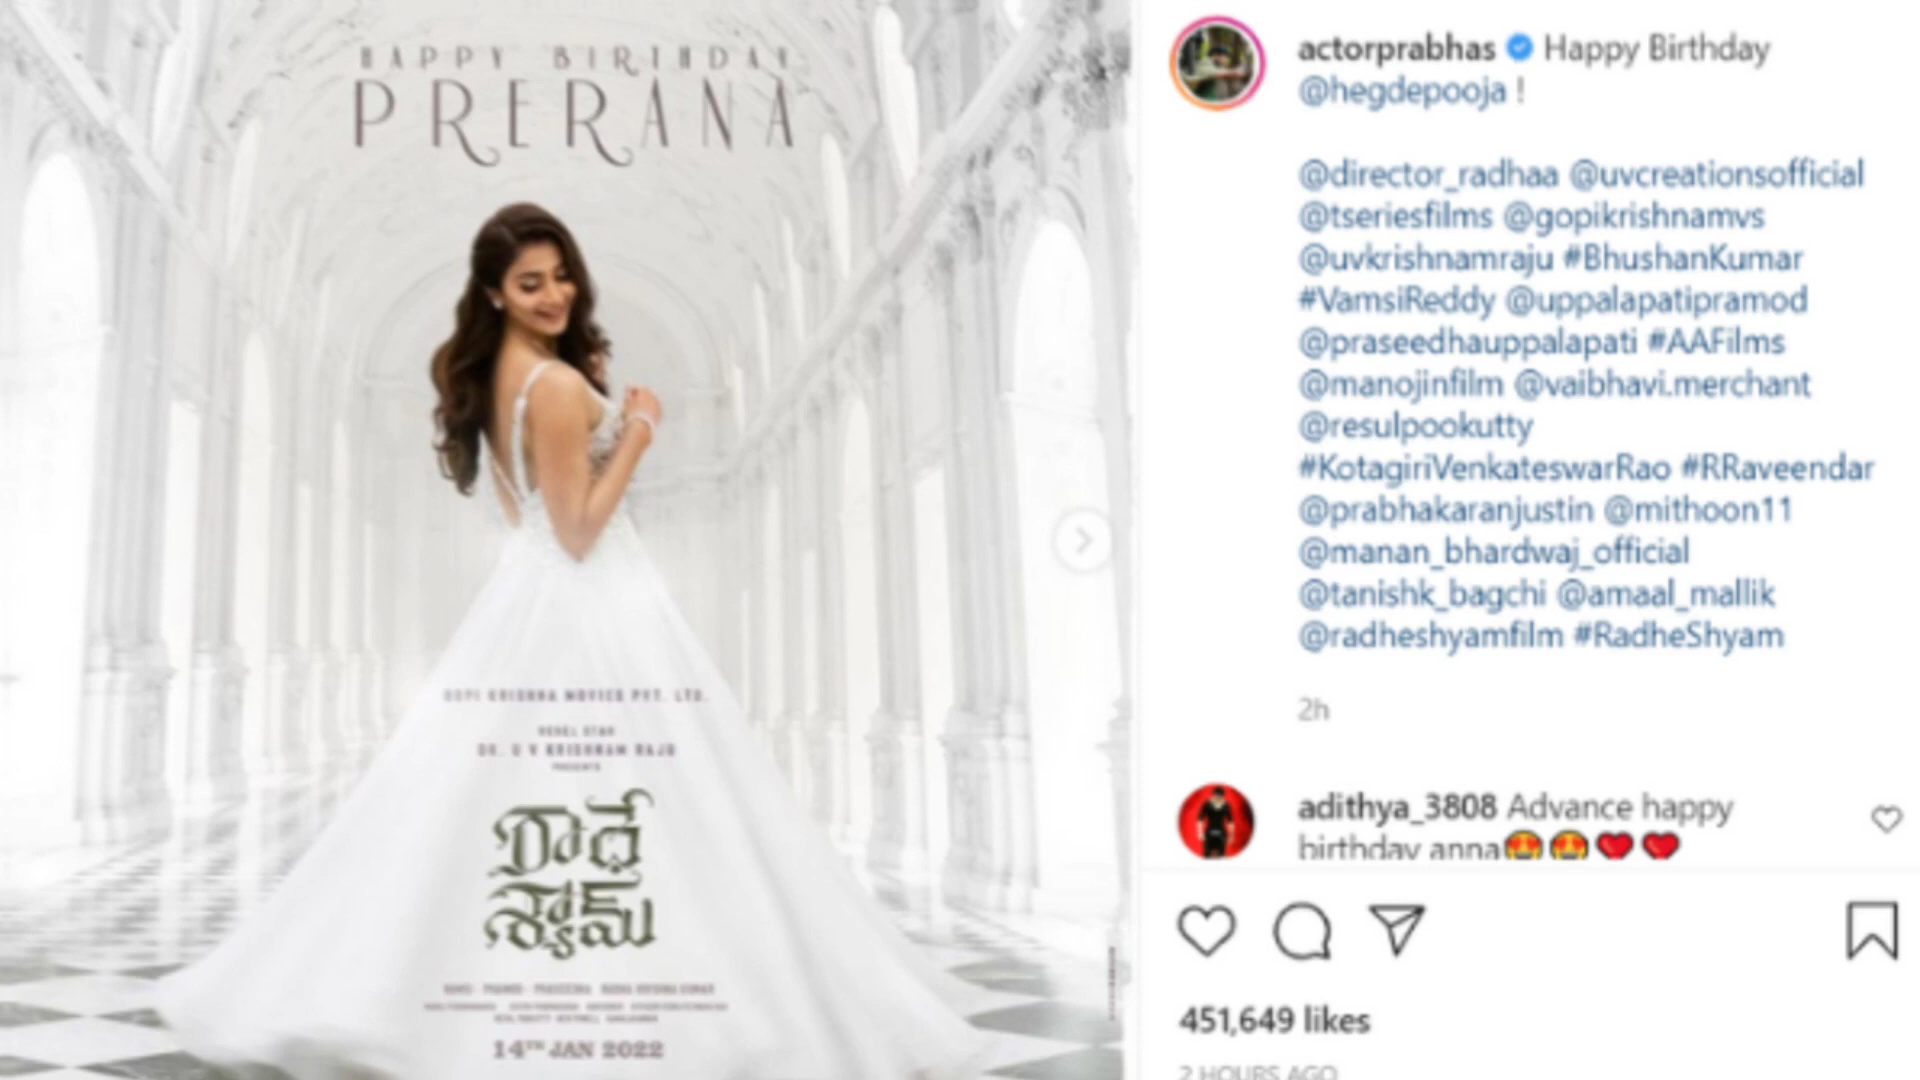 HAPPY BIRTHDAY
PRERANA
GOPI KRISHNA MOVIES PVT. LTD.
REBEL STAR
DR. U V KRISHNAM RAJU
PRESENTS
రాధే
శ్యామ్
14TH JAN 2022
actorprabhas Happy Birthday
@hegdepooja !
@director_radhaa @uvcreationsofficial
@tseriesfilms @gopikrishnamvs
@uvkrishnamraju #BhushanKumar
#VamsiReddy @uppalapatipramod
@praseedhauppalapati #AAFilms
@manojinfilm @vaibhavi.merchant
@resulpookutty
#KotagiriVenkateswarRao #RRaveendar
@prabhakaranjustin @mithoon11
@manan_bhardwaj_official
@tanishk_bagchi @amaal_mallik
@radheshyamfilm #RadheShyam
2h
adithya_3808 Advance happy
birthday anna😍😍❤️❤️
451,649 likes
2 HOURS AGO